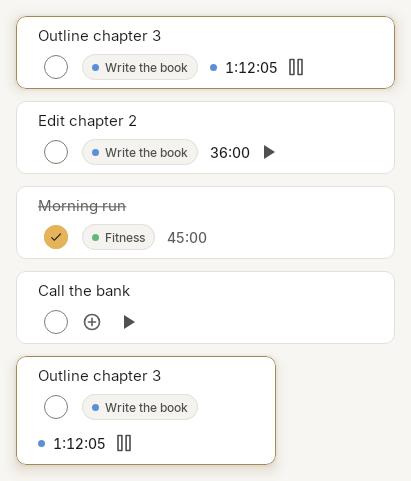 Outline chapter 3
Write the book 1:12:05
Edit chapter 2
Write the book 36:00
Morning run
Fitness 45:00
Call the bank
Outline chapter 3
Write the book
1:12:05